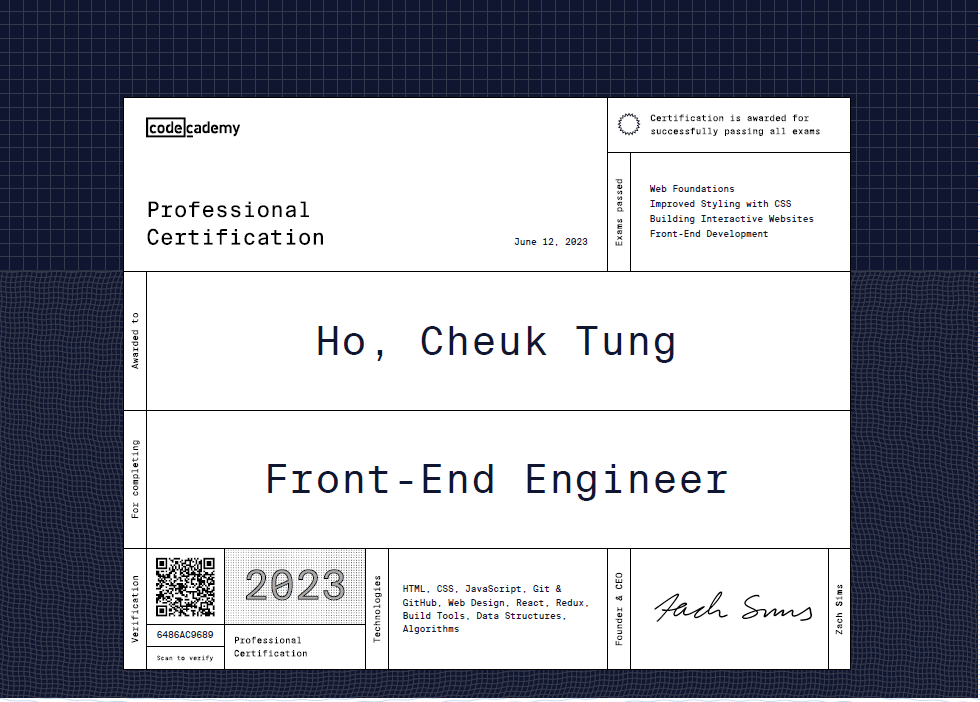 codecademy
Certification is awarded for
successfully passing all exams
Professional
Certification
June 12, 2023
Exams passed
Web Foundations
Improved Styling with CSS
Building Interactive Websites
Front-End Development
Awarded to
Ho, Cheuk Tung
For completing
Front-End Engineer
Verification
6486AC9689
Scan to verify
2023
Professional
Certification
Technologies
HTML, CSS, JavaScript, Git &
GitHub, Web Design, React, Redux,
Build Tools, Data Structures,
Algorithms
Founder & CEO
Zach Sims
Zach Sims